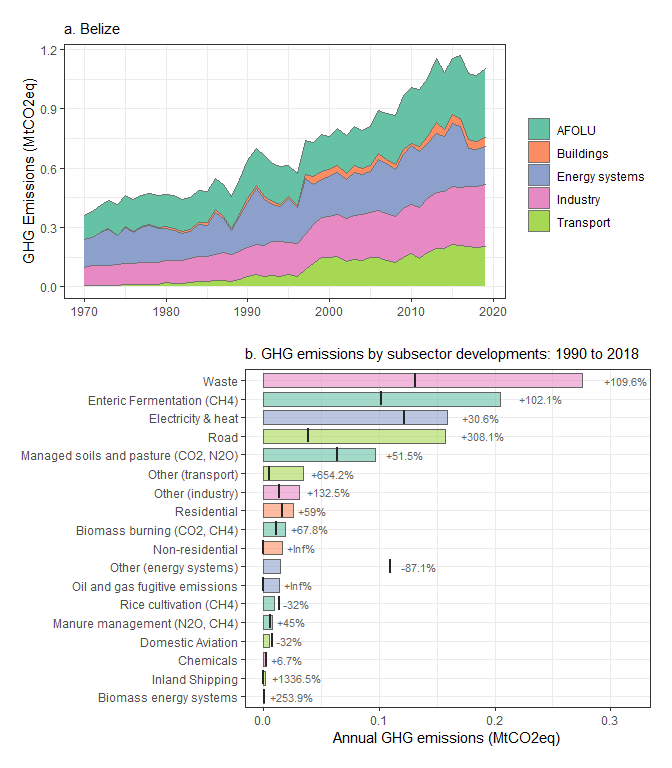 a. Belize
GHG Emissions (MtCO2eq)
1.2
0.9
0.6
0.3
0.0
1970
1980
1990
2000
2010
2020
AFOLU
Buildings
Energy systems
Industry
Transport
b. GHG emissions by subsector developments: 1990 to 2018
Waste +109.6%
Enteric Fermentation (CH4) +102.1%
Electricity & heat +30.6%
Road +308.1%
Managed soils and pasture (CO2, N2O) +51.5%
Other (transport) +654.2%
Other (industry) +132.5%
Residential +59%
Biomass burning (CO2, CH4) +67.8%
Non-residential +Inf%
Other (energy systems) -87.1%
Oil and gas fugitive emissions +Inf%
Rice cultivation (CH4) -32%
Manure management (N2O, CH4) +45%
Domestic Aviation -32%
Chemicals +6.7%
Inland Shipping +1336.5%
Biomass energy systems +253.9%
0.0
0.1
0.2
0.3
Annual GHG emissions (MtCO2eq)